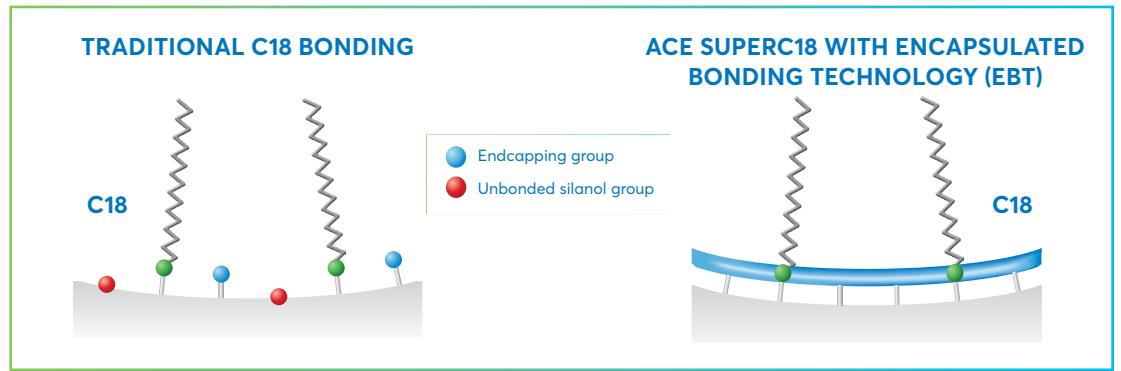 TRADITIONAL C18 BONDING
ACE SUPERC18 WITH ENCAPSULATED
BONDING TECHNOLOGY (EBT)
Endcapping group
Unbonded silanol group
C18
C18